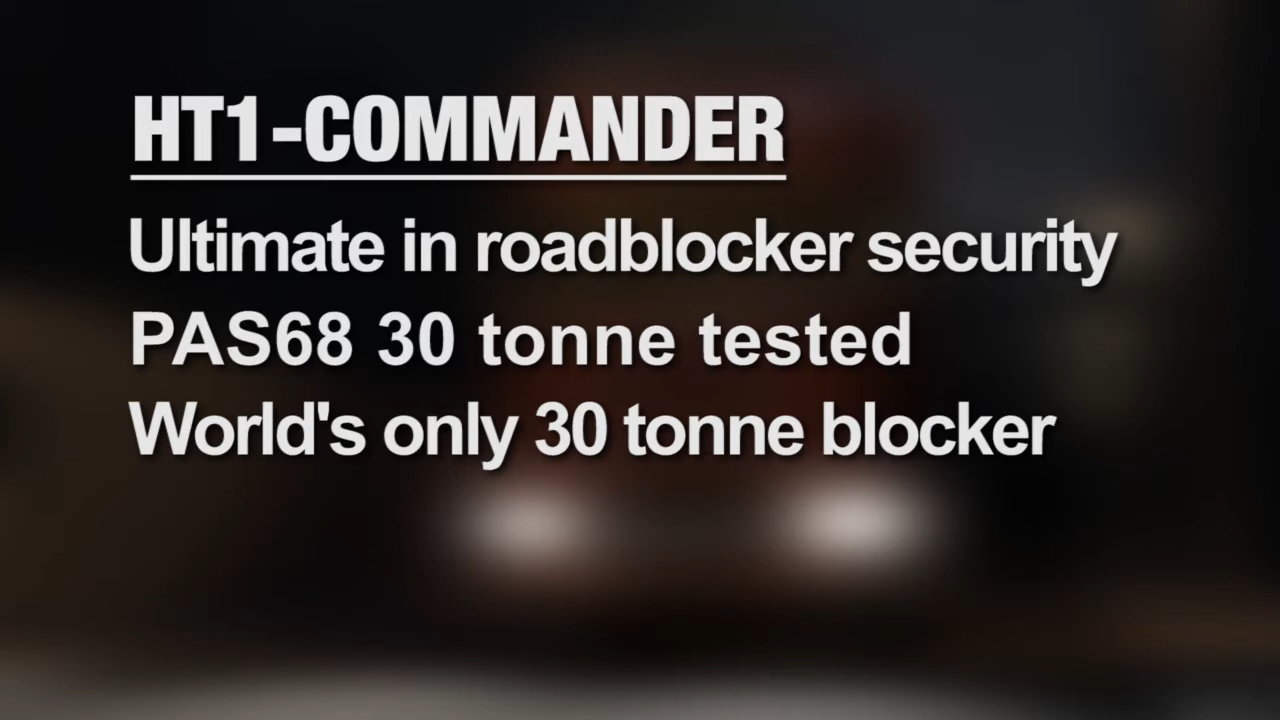 HT1-COMMANDER
Ultimate in roadblocker security
PAS68 30 tonne tested
World's only 30 tonne blocker